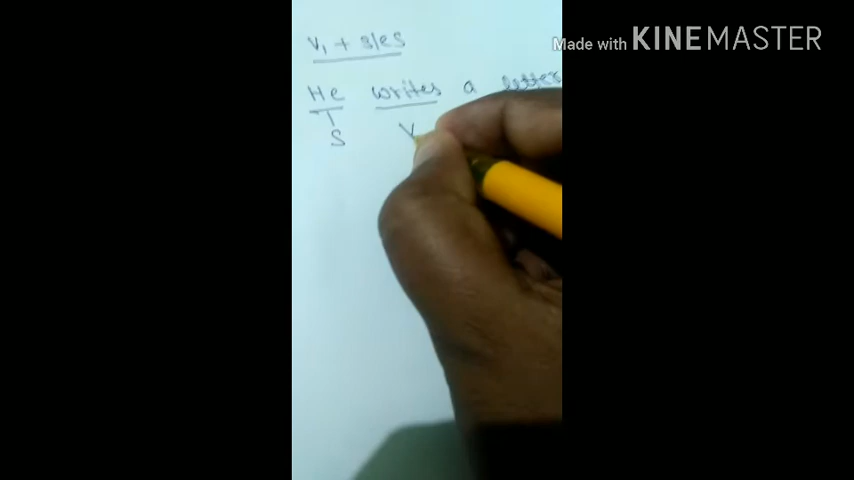 Made with KINEMASTER
V₁ + s/es
He writes a letter
S V